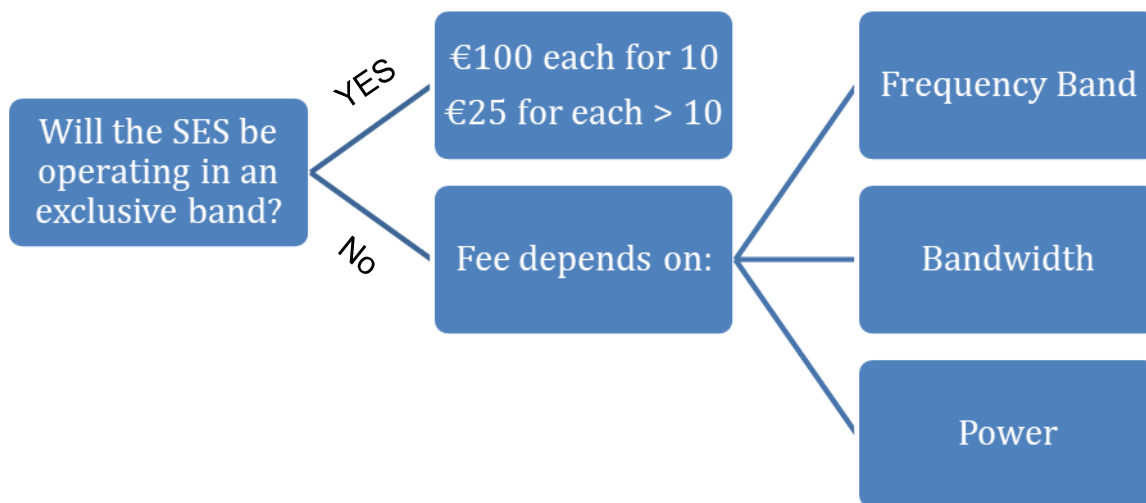 Will the SES be
operating in an
exclusive band?
YES
No
€100 each for 10
€25 for each > 10
Fee depends on:
Frequency Band
Bandwidth
Power